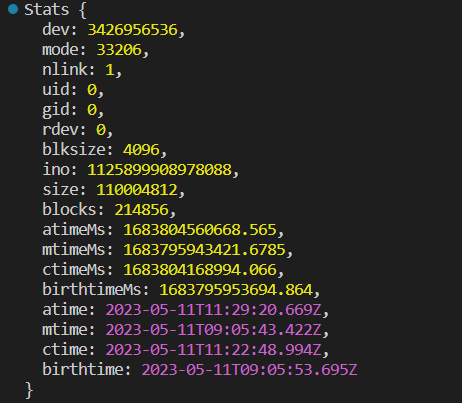 Stats {
dev: 3426956536,
mode: 33206,
nlink: 1,
uid: 0,
gid: 0,
rdev: 0,
blksize: 4096,
ino: 1125899908978088,
size: 110004812,
blocks: 214856,
atimeMs: 1683804560668.565,
mtimeMs: 1683795943421.6785,
ctimeMs: 1683804168994.066,
birthtimeMs: 1683795953694.864,
atime: 2023-05-11T11:29:20.669Z,
mtime: 2023-05-11T09:05:43.422Z,
ctime: 2023-05-11T11:22:48.994Z,
birthtime: 2023-05-11T09:05:53.695Z
}